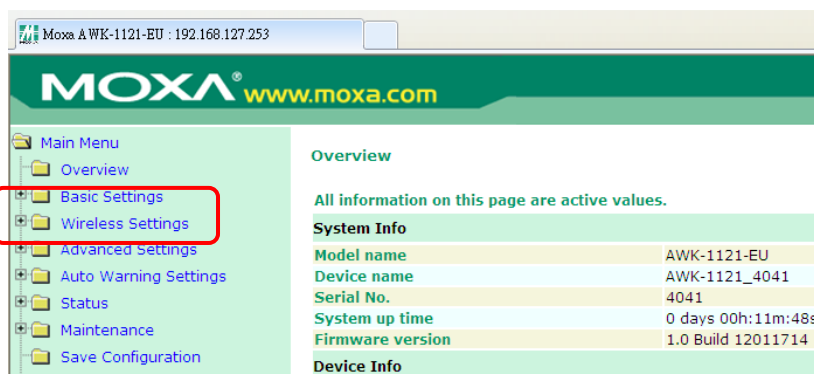 Moxa AWK-1121-EU : 192.168.127.253
MOXA® www.moxa.com
Main Menu
Overview
Basic Settings
Wireless Settings
Advanced Settings
Auto Warning Settings
Status
Maintenance
Save Configuration
Overview
All information on this page are active values.
System Info
Model name AWK-1121-EU
Device name AWK-1121_4041
Serial No. 4041
System up time 0 days 00h:11m:48s
Firmware version 1.0 Build 12011714
Device Info